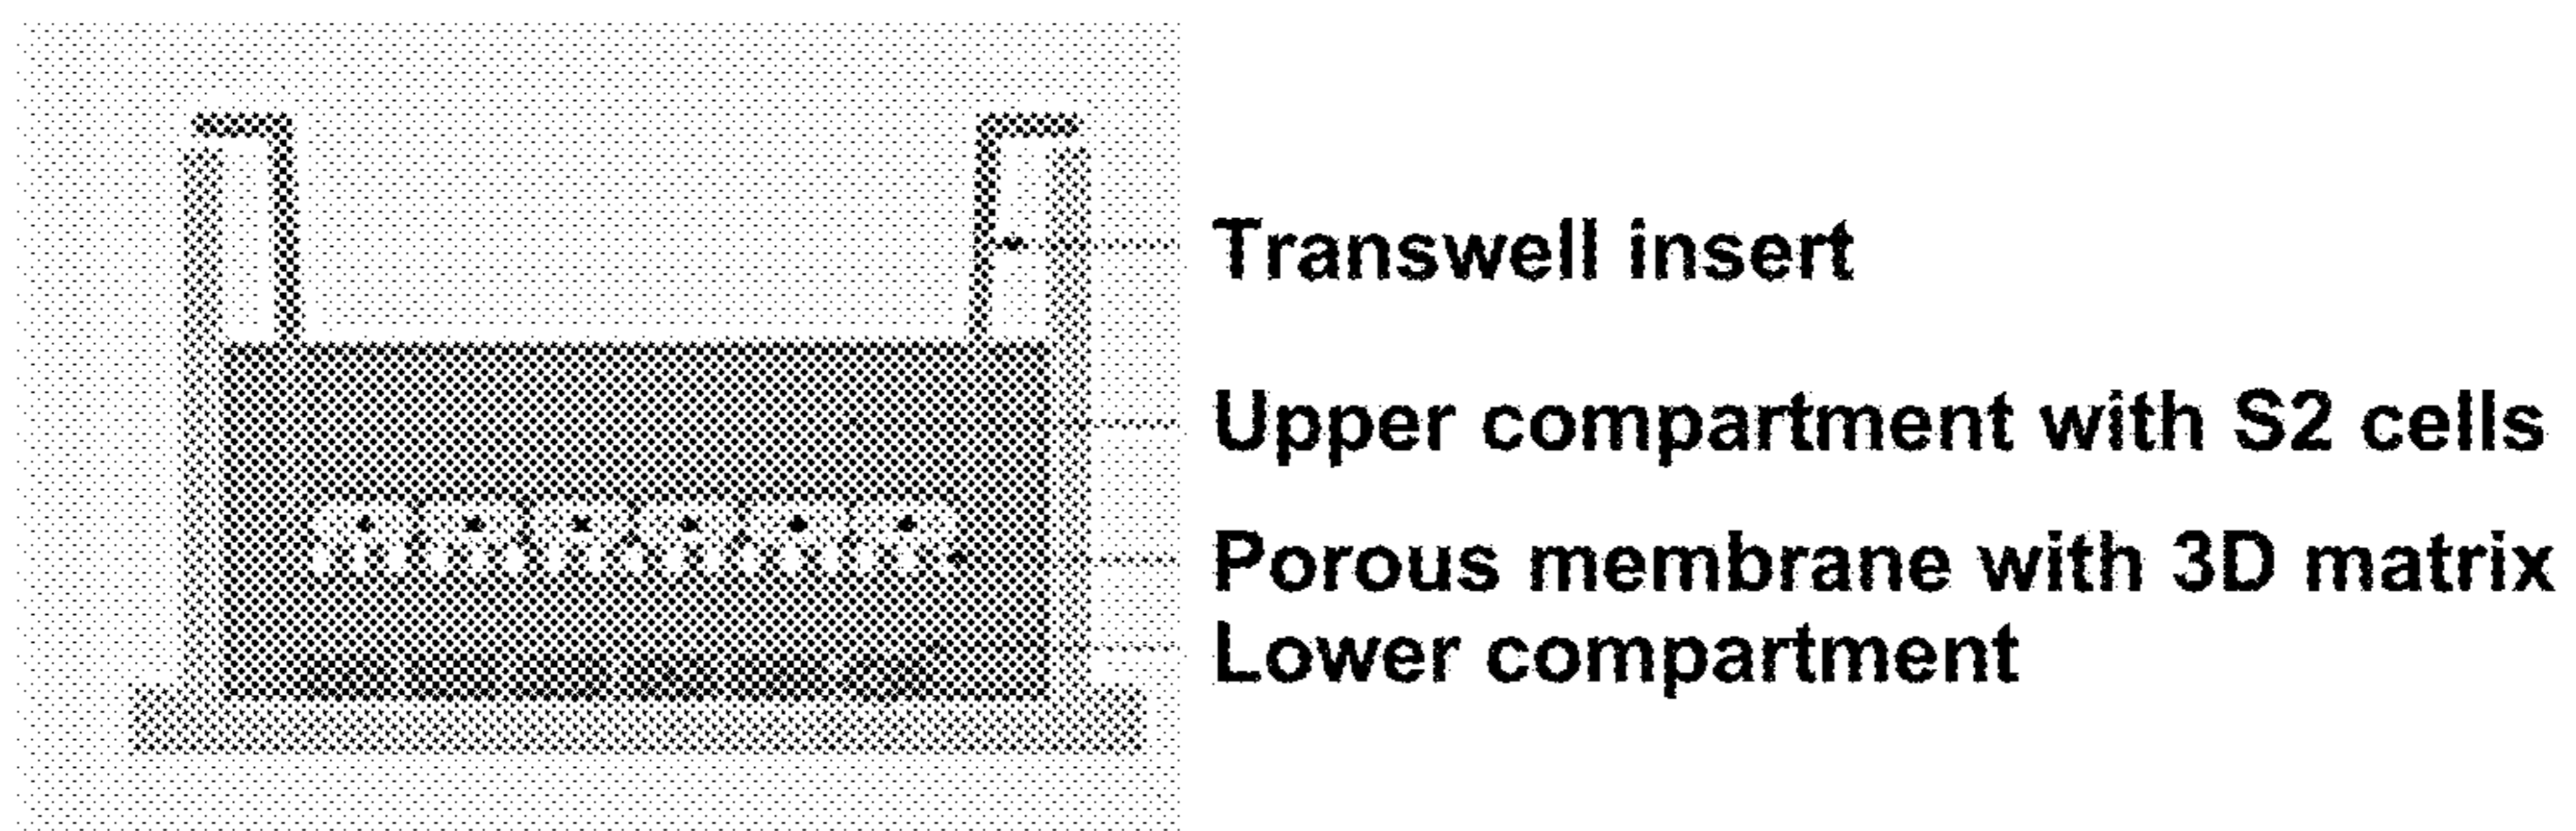 Transwell insert
Upper compartment with S2 cells
Porous membrane with 3D matrix
Lower compartment